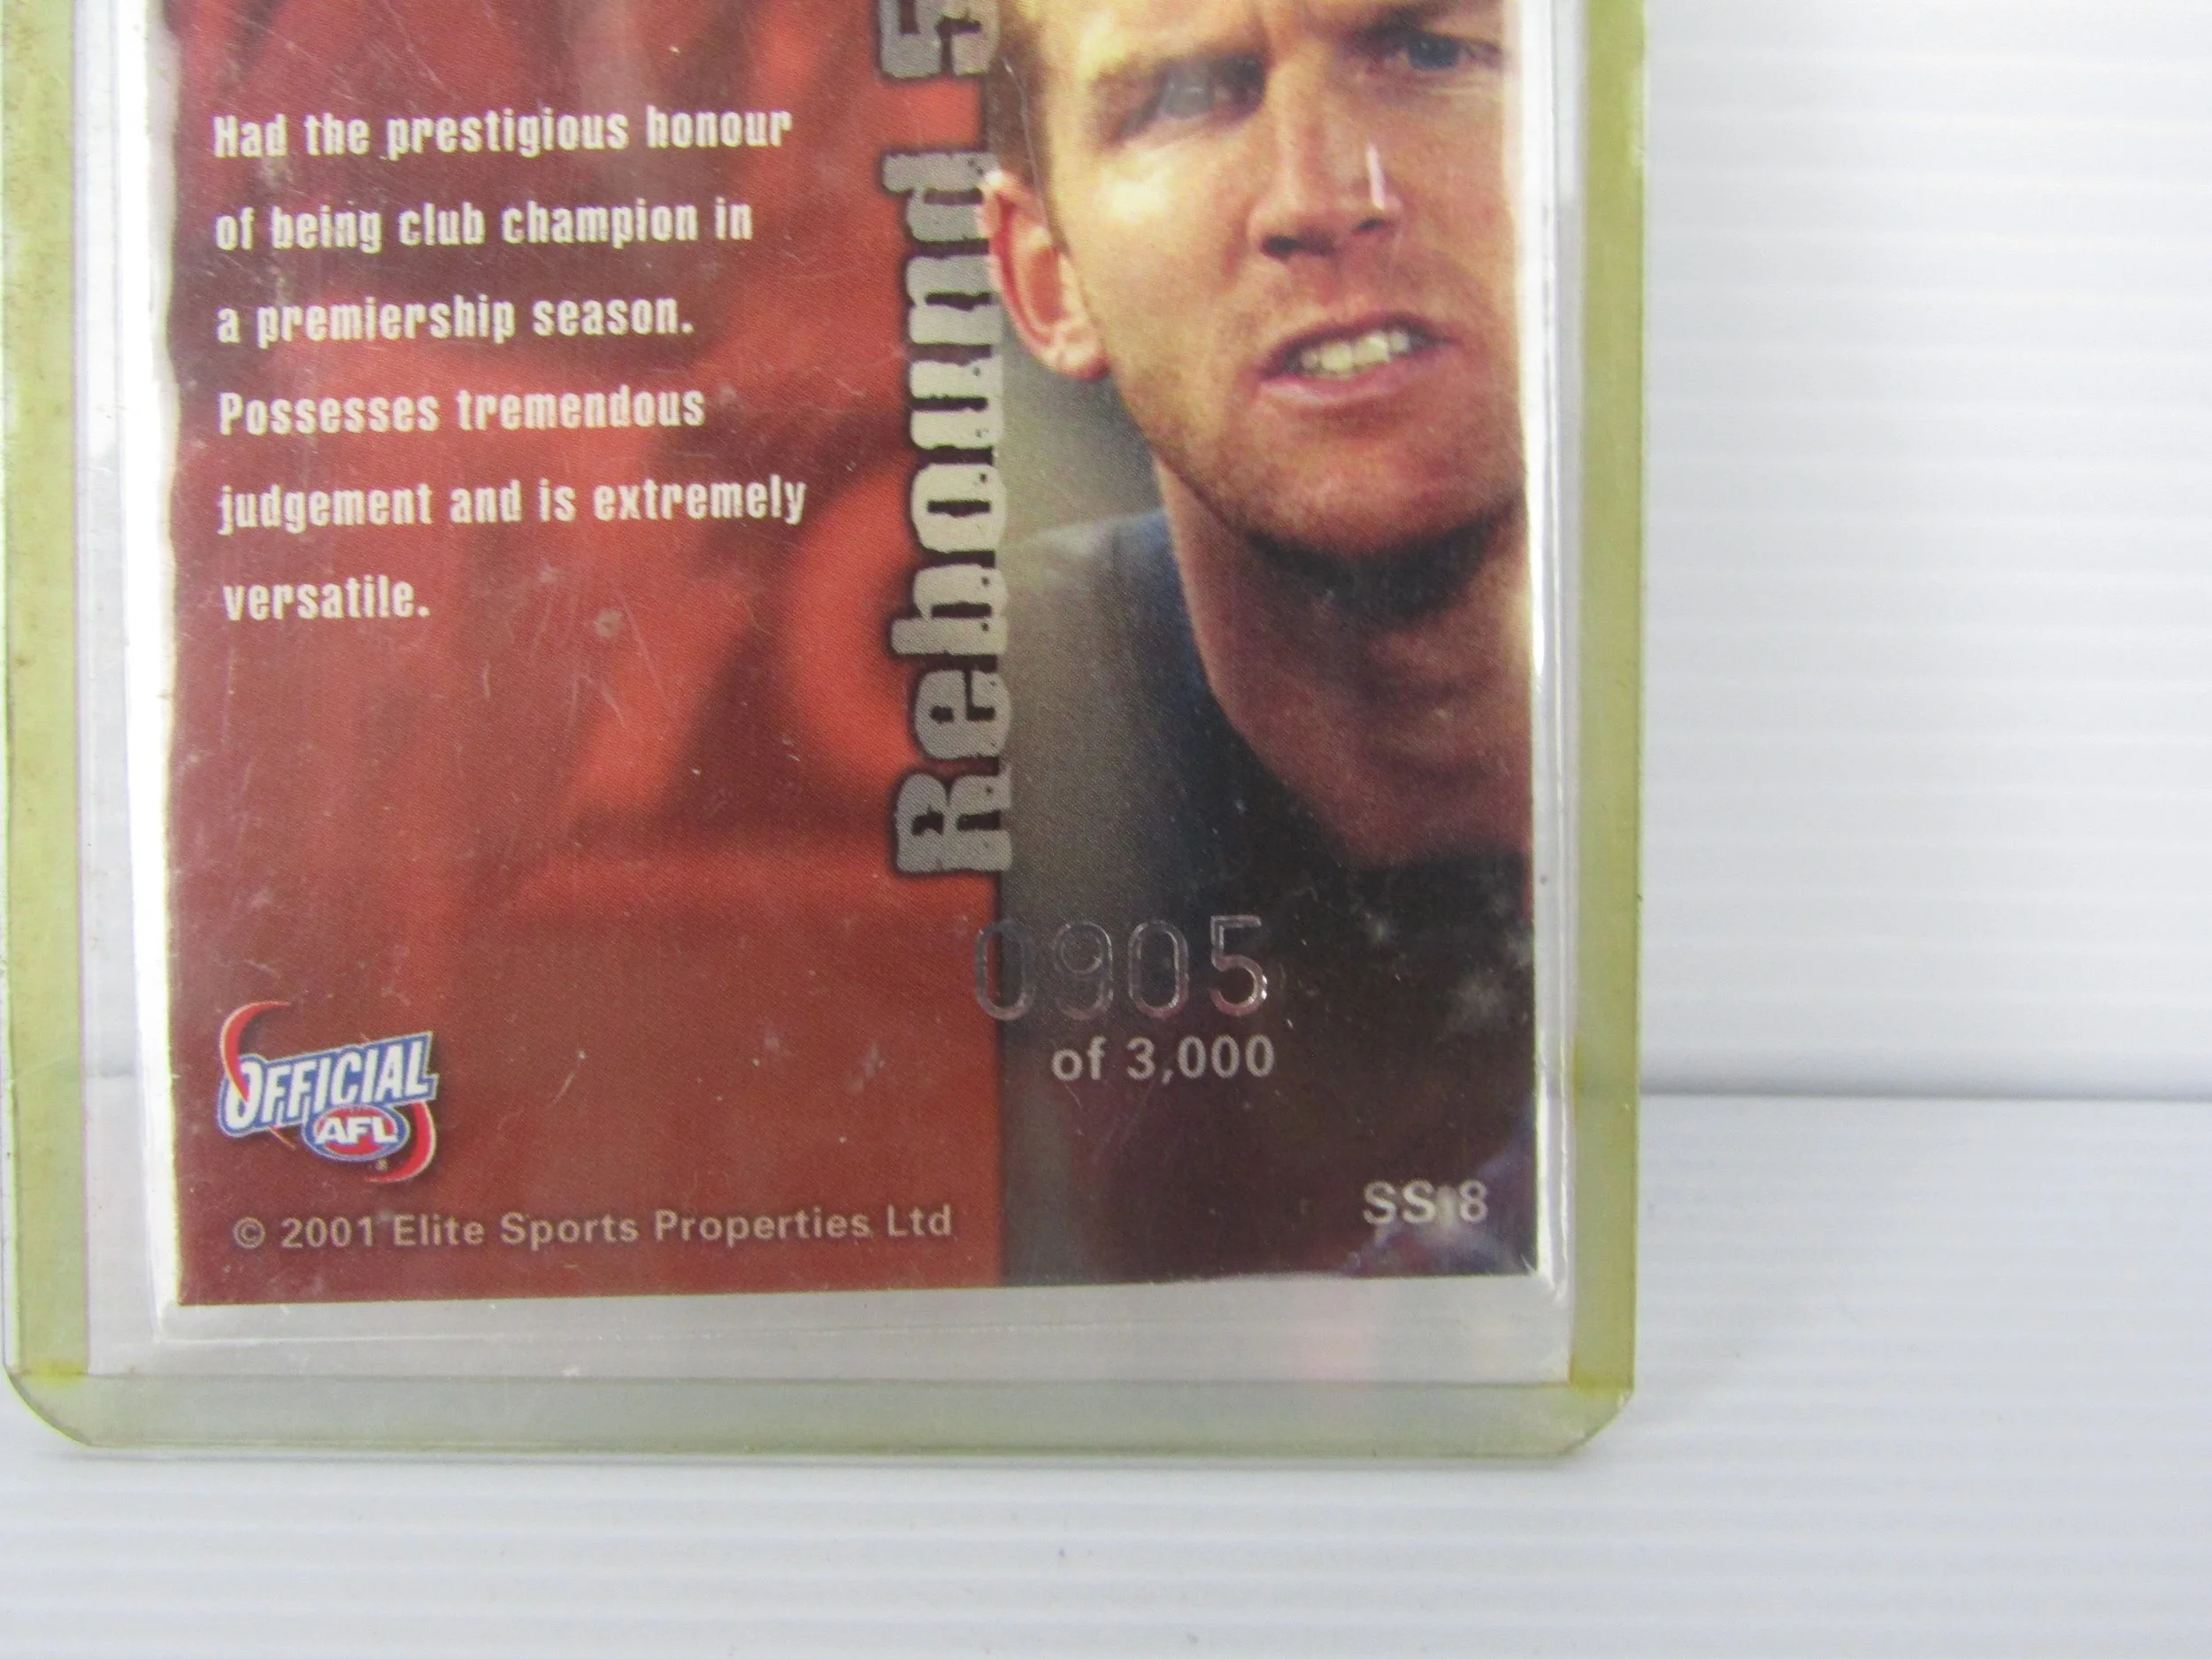 Had the prestigious honour
of being club champion in
a premiership season.
Possesses tremendous
judgement and is extremely
versatile.
Rebound 5
0905
of 3,000
OFFICIAL
AFL
© 2001 Elite Sports Properties Ltd
SS 8